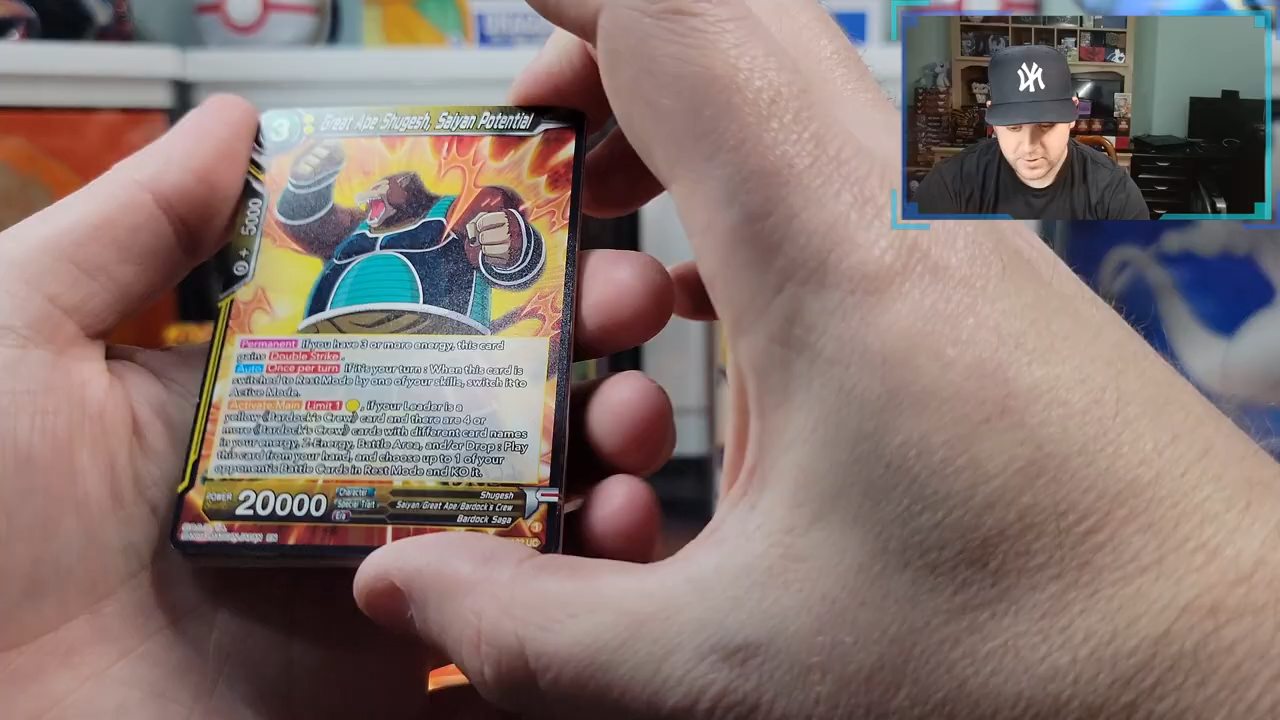 3 Great Ape Shugesh, Saiyan Potential
5000
Permanent If you have 3 or more energy, this card
gains Double Strike.
Auto Once per turn If it's your turn : When this card is
switched to Rest Mode by one of your skills, switch it to
Active Mode.
Activate Main Limit 1 , if your Leader is a
yellow 《Bardock's Crew》 card and there are 4 or
more 《Bardock's Crew》 cards with different card names
in your energy, Z-Energy, Battle Area, and/or Drop : Play
this card from your hand, and choose up to 1 of your
opponent's Battle Cards in Rest Mode and KO it.
POWER 20000
Character Shugesh
Special Trait Saiyan/Great Ape/Bardock's Crew
Era Bardock Saga
NY